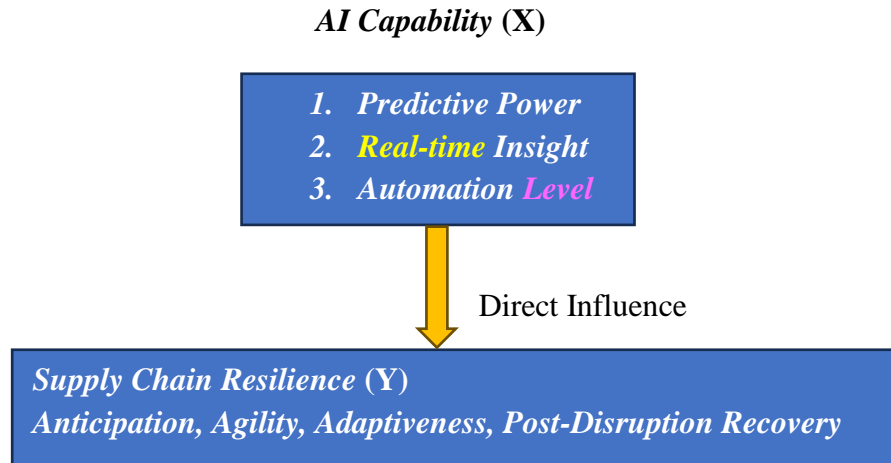 AI Capability (X)
1. Predictive Power
2. Real-time Insight
3. Automation Level
Direct Influence
Supply Chain Resilience (Y)
Anticipation, Agility, Adaptiveness, Post-Disruption Recovery